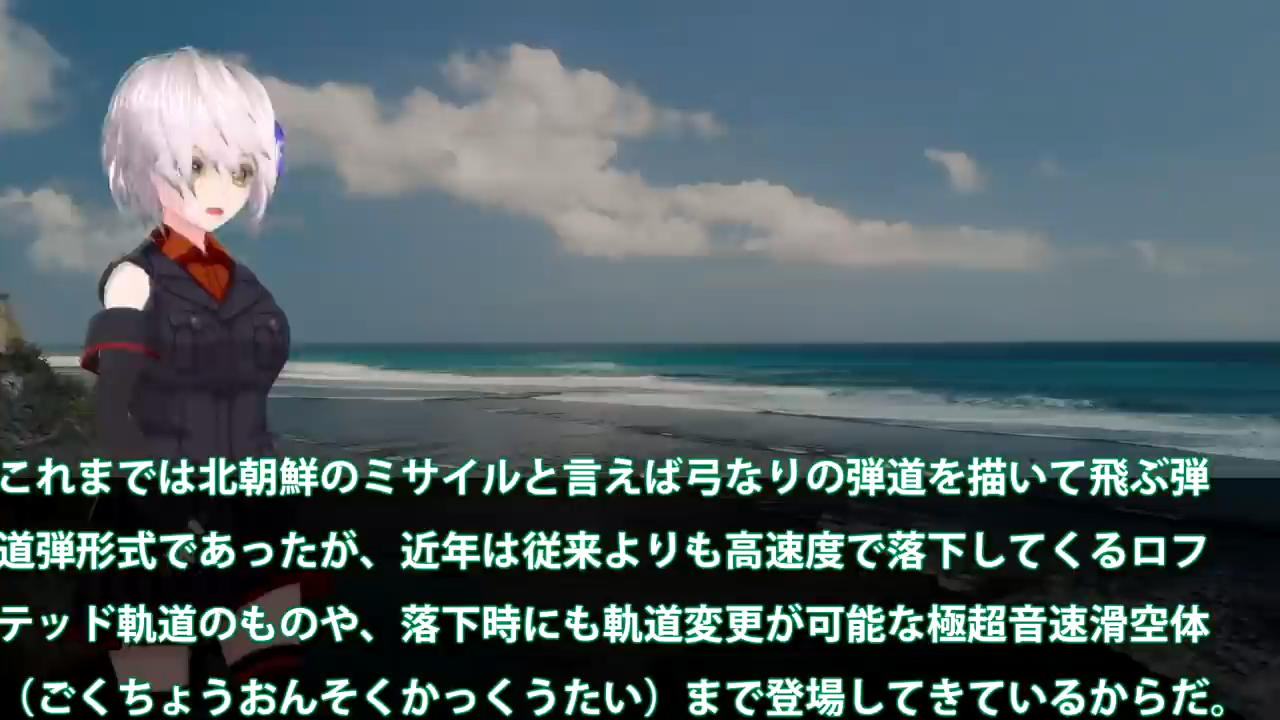 これまでは北朝鮮のミサイルと言えば弓なりの弾道を描いて飛ぶ弾
道弾形式であったが、近年は従来よりも高速度で落下してくるロフ
テッド軌道のものや、落下時にも軌道変更が可能な極超音速滑空体
（ごくちょうおんそくかっくうたい）まで登場してきているからだ。